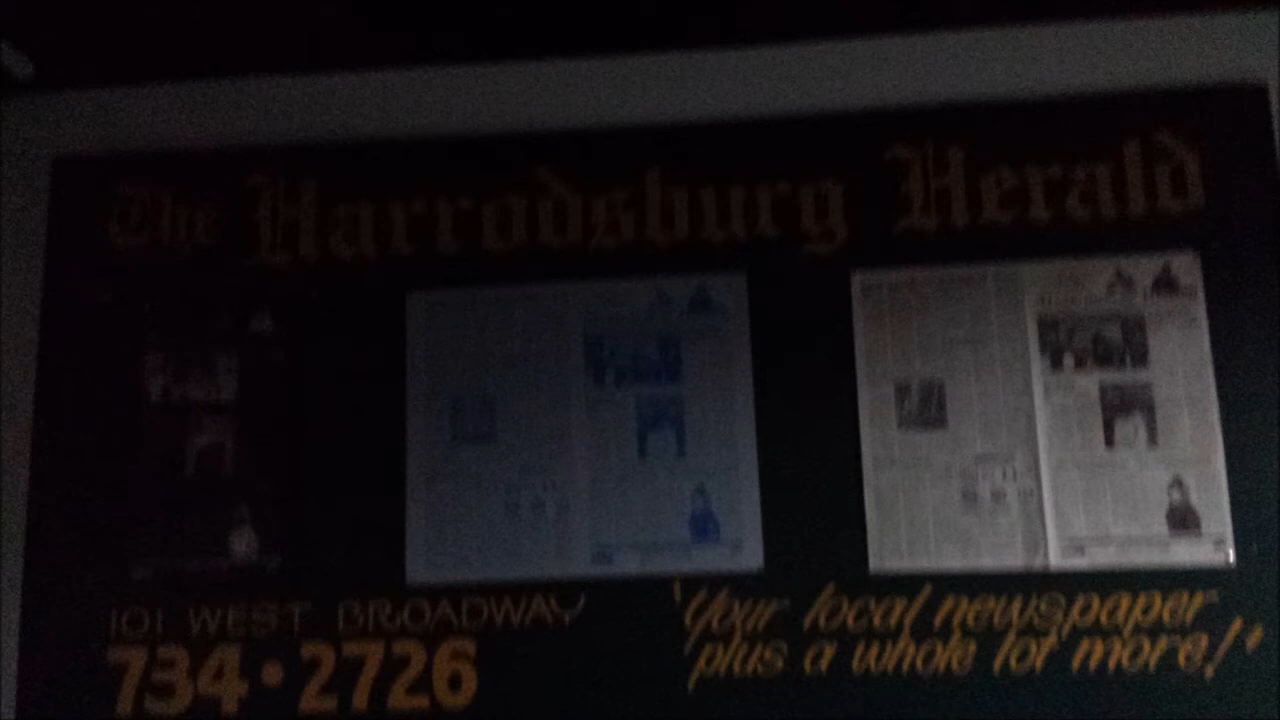 The Harrodsburg Herald
101 WEST BROADWAY
734•2726
"Your local newspaper
plus a whole lot more!"